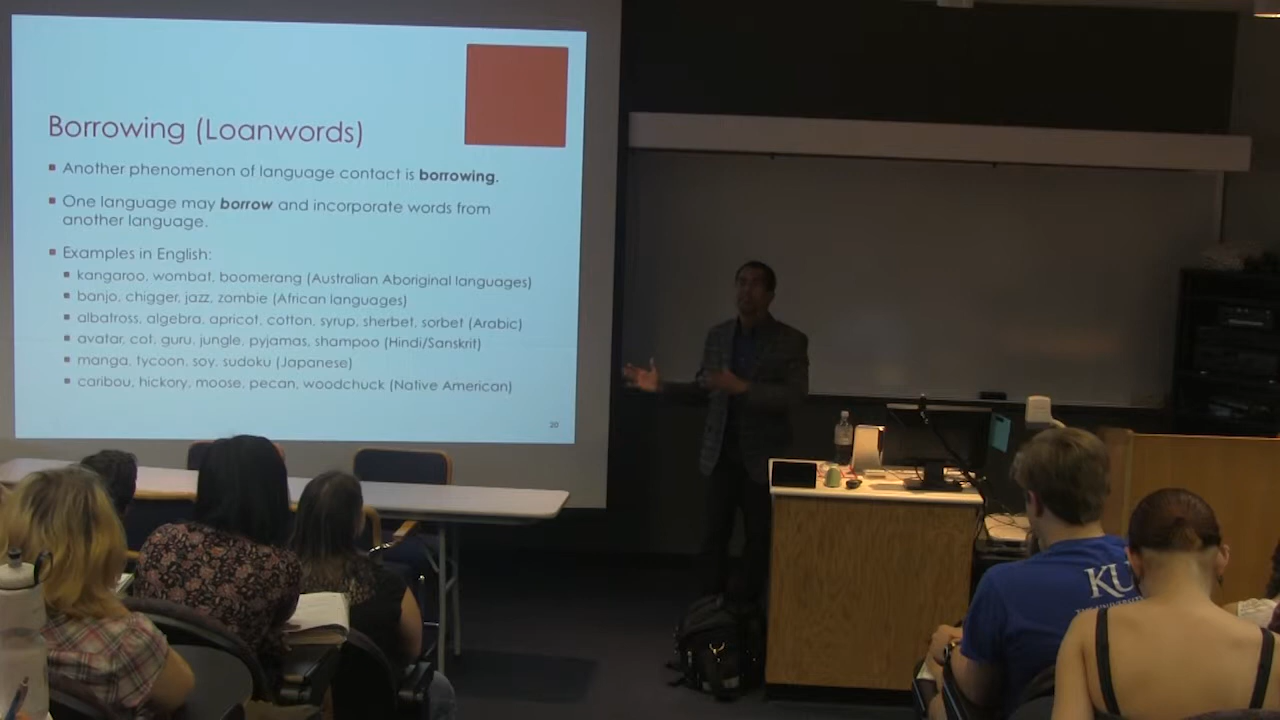 Borrowing (Loanwords)
Another phenomenon of language contact is borrowing.
One language may borrow and incorporate words from
another language.
Examples in English:
kangaroo, wombat, boomerang (Australian Aboriginal languages)
banjo, chigger, jazz, zombie (African languages)
albatross, algebra, apricot, cotton, syrup, sherbet, sorbet (Arabic)
avatar, cot, guru, jungle, pyjamas, shampoo (Hindi/Sanskrit)
manga, tycoon, soy, sudoku (Japanese)
caribou, hickory, moose, pecan, woodchuck (Native American)
20
KU